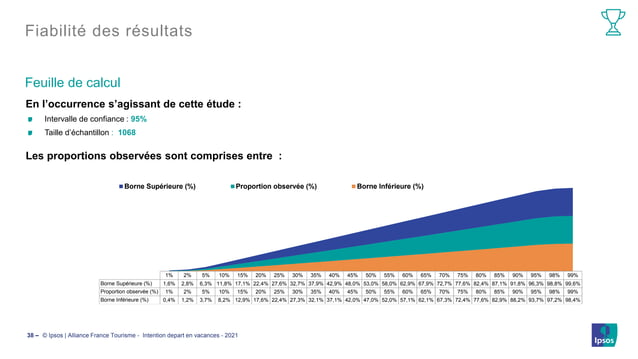 Fiabilité des résultats
Feuille de calcul
En l'occurrence s'agissant de cette étude :
Intervalle de confiance : 95%
Taille d'échantillon : 1068
Les proportions observées sont comprises entre :
Borne Supérieure (%) Proportion observée (%) Borne Inférieure (%)
1% 2% 5% 10% 15% 20% 25% 30% 35% 40% 45% 50% 55% 60% 65% 70% 75% 80% 85% 90% 95% 98% 99%
Borne Supérieure (%) 1,6% 2,8% 6,3% 11,8% 17,1% 22,4% 27,6% 32,7% 37,9% 42,9% 48,0% 53,0% 58,0% 62,9% 67,9% 72,7% 77,6% 82,4% 87,1% 91,8% 96,3% 98,8% 99,6%
Proportion observée (%) 1% 2% 5% 10% 15% 20% 25% 30% 35% 40% 45% 50% 55% 60% 65% 70% 75% 80% 85% 90% 95% 98% 99%
Borne Inférieure (%) 0,4% 1,2% 3,7% 8,2% 12,9% 17,6% 22,4% 27,3% 32,1% 37,1% 42,0% 47,0% 52,0% 57,1% 62,1% 67,3% 72,4% 77,6% 82,9% 88,2% 93,7% 97,2% 98,4%
38 – © Ipsos | Alliance France Tourisme - Intention depart en vacances - 2021
Ipsos